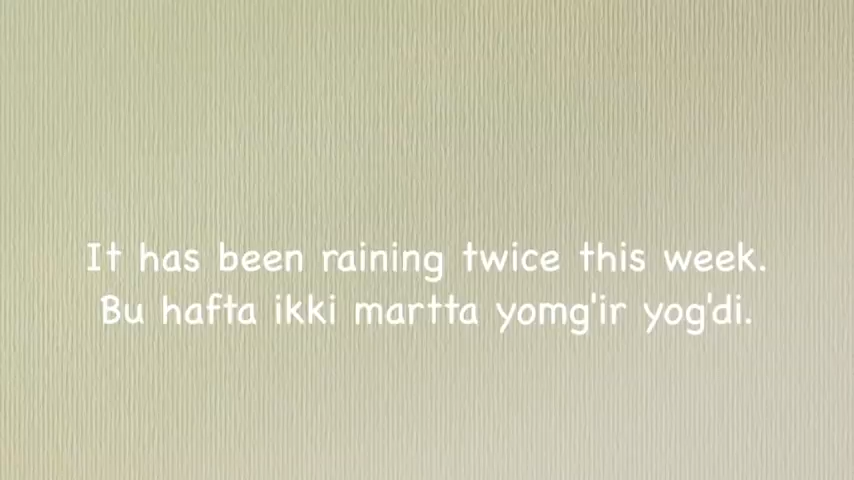 It has been raining twice this week.
Bu hafta ikki martta yomg'ir yog'di.